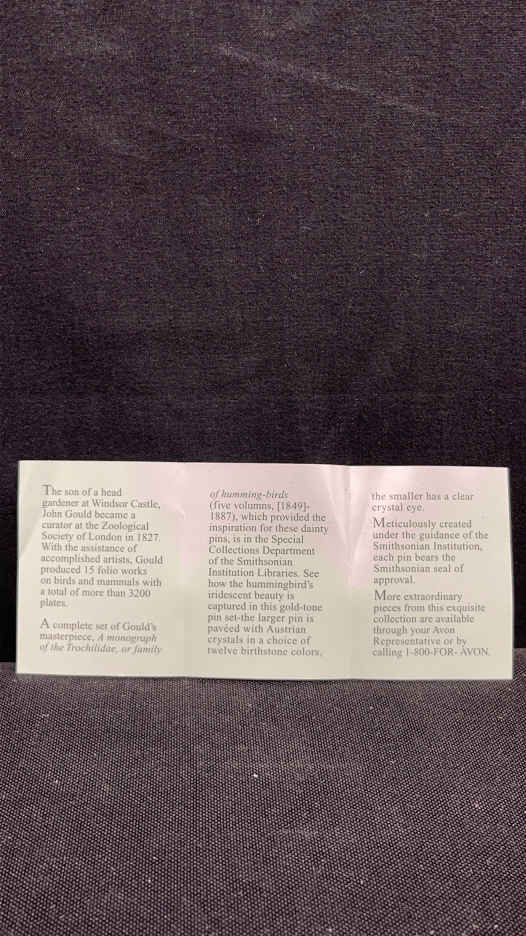 The son of a head
gardener at Windsor Castle,
John Gould became a
curator at the Zoological
Society of London in 1827.
With the assistance of
accomplished artists, Gould
produced 15 folio works
on birds and mammals with
a total of more than 3200
plates.
A complete set of Gould's
masterpiece, A monograph
of the Trochilidae, or family
of humming-birds
(five volumns, [1849]-
1887), which provided the
inspiration for these dainty
pins, is in the Special
Collections Department
of the Smithsonian
Institution Libraries. See
how the hummingbird's
iridescent beauty is
captured in this gold-tone
pin set-the larger pin is
pavéed with Austrian
crystals in a choice of
twelve birthstone colors,
the smaller has a clear
crystal eye.
Meticulously created
under the guidance of the
Smithsonian Institution,
each pin bears the
Smithsonian seal of
approval.
More extraordinary
pieces from this exquisite
collection are available
through your Avon
Representative or by
calling 1-800-FOR- AVON.